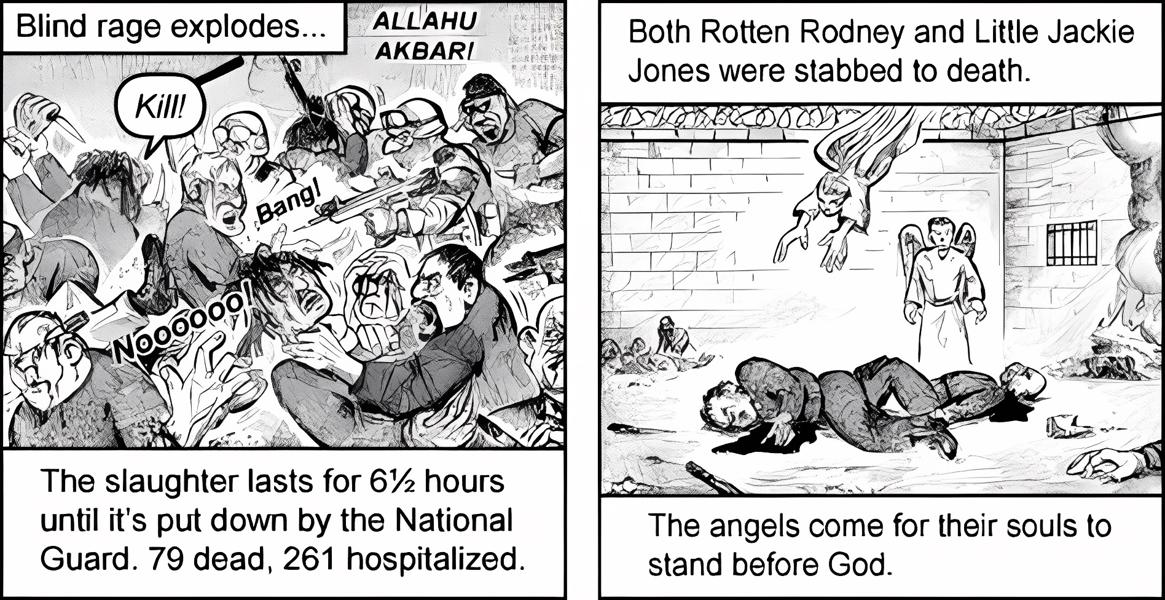 Blind rage explodes...
ALLAHU
AKBAR!
Kill!
Bang!
Noooooo!
The slaughter lasts for 6½ hours
until it's put down by the National
Guard. 79 dead, 261 hospitalized.
Both Rotten Rodney and Little Jackie
Jones were stabbed to death.
The angels come for their souls to
stand before God.